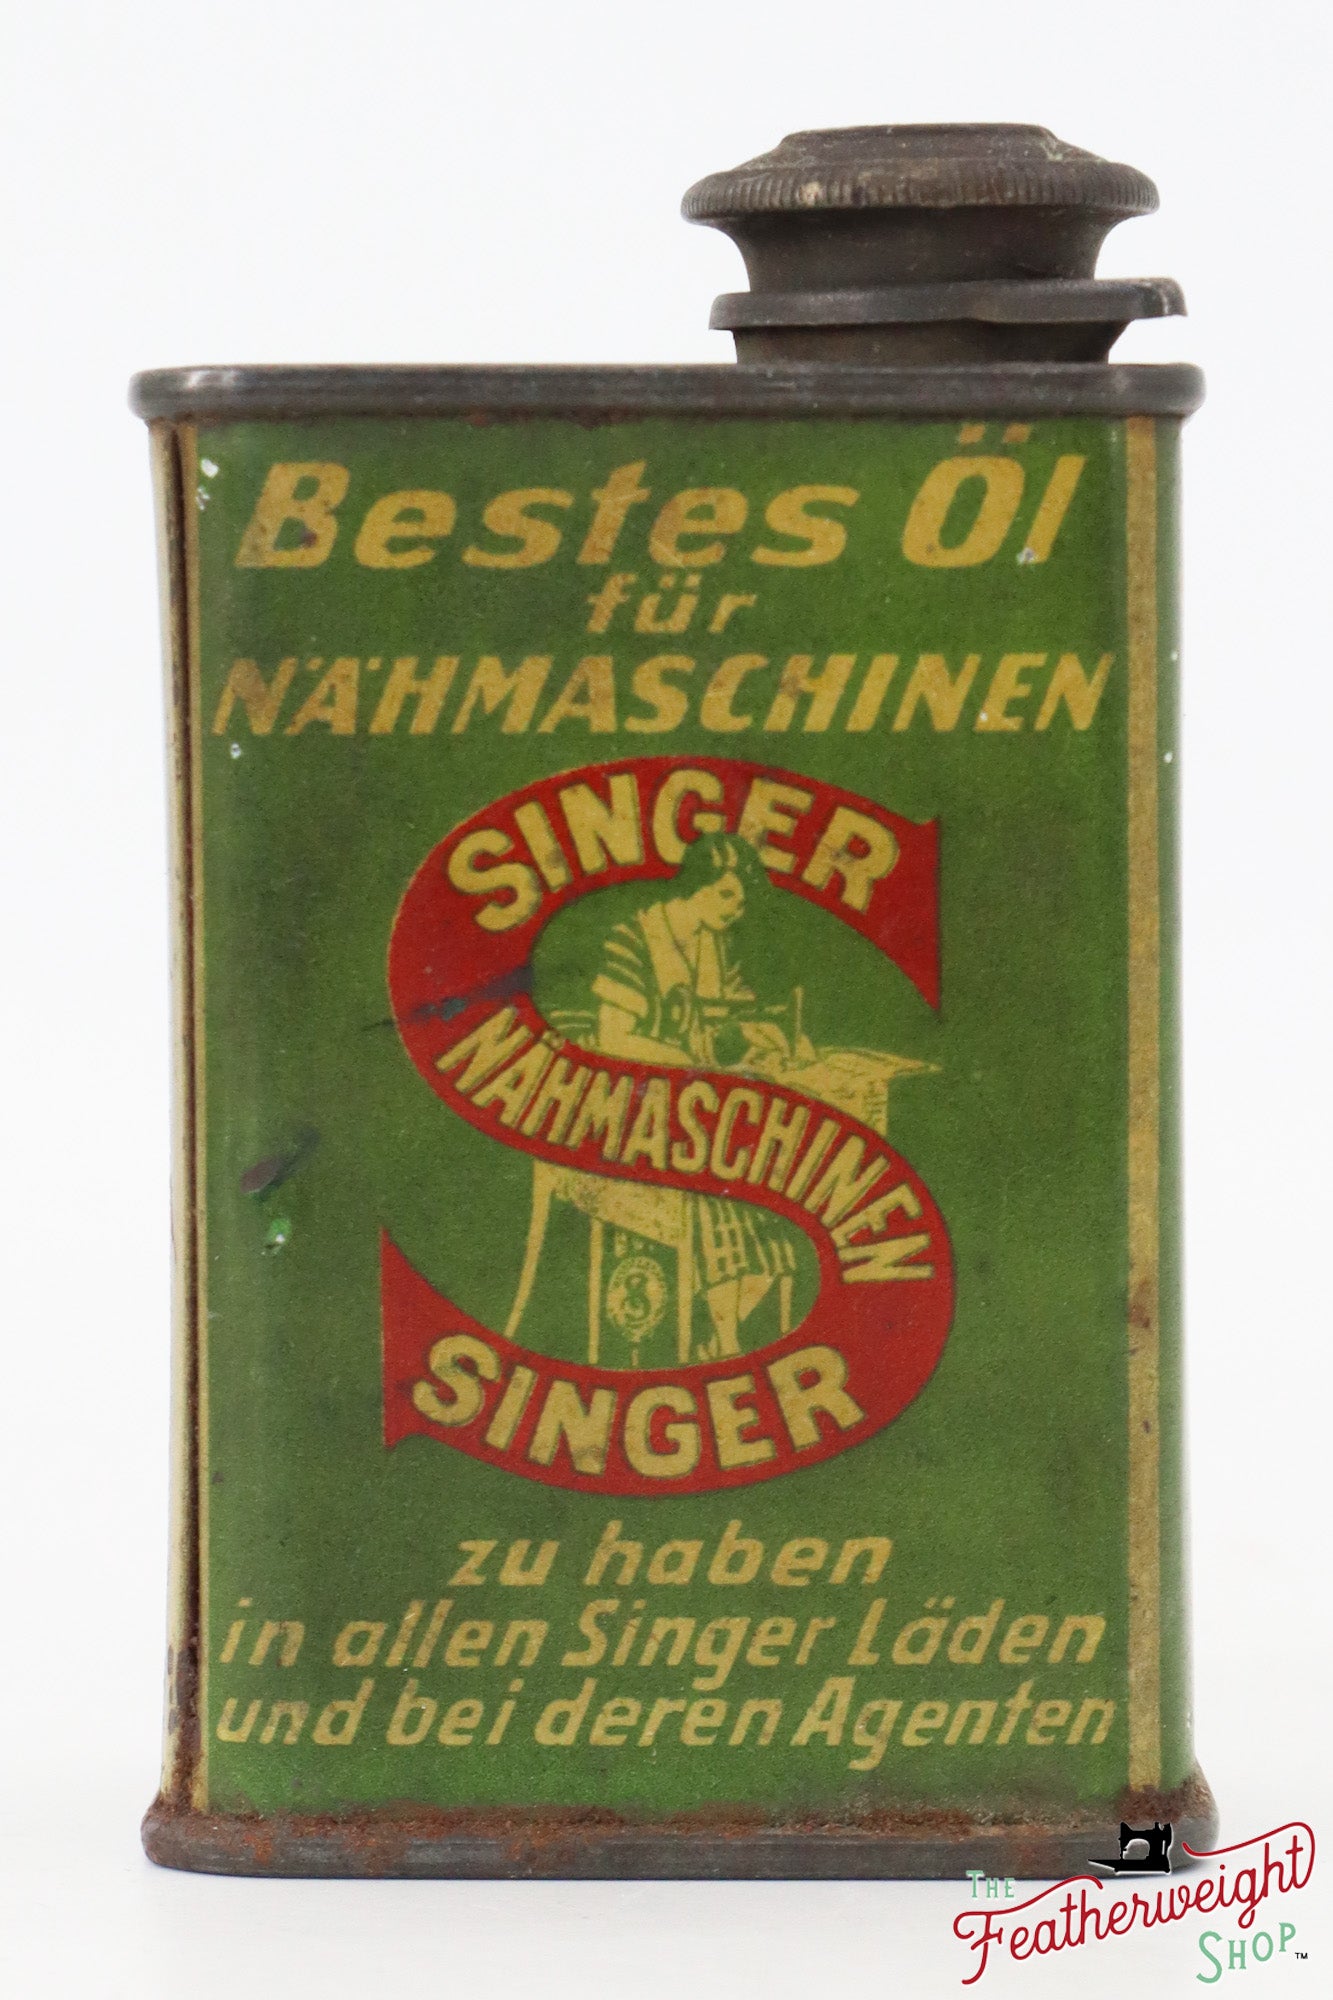 Bestes Öl
für
NÄHMASCHINEN
SINGER
NÄHMASCHINEN
SINGER
zu haben
in allen Singer Läden
und bei deren Agenten
THE
Featherweight
SHOP™